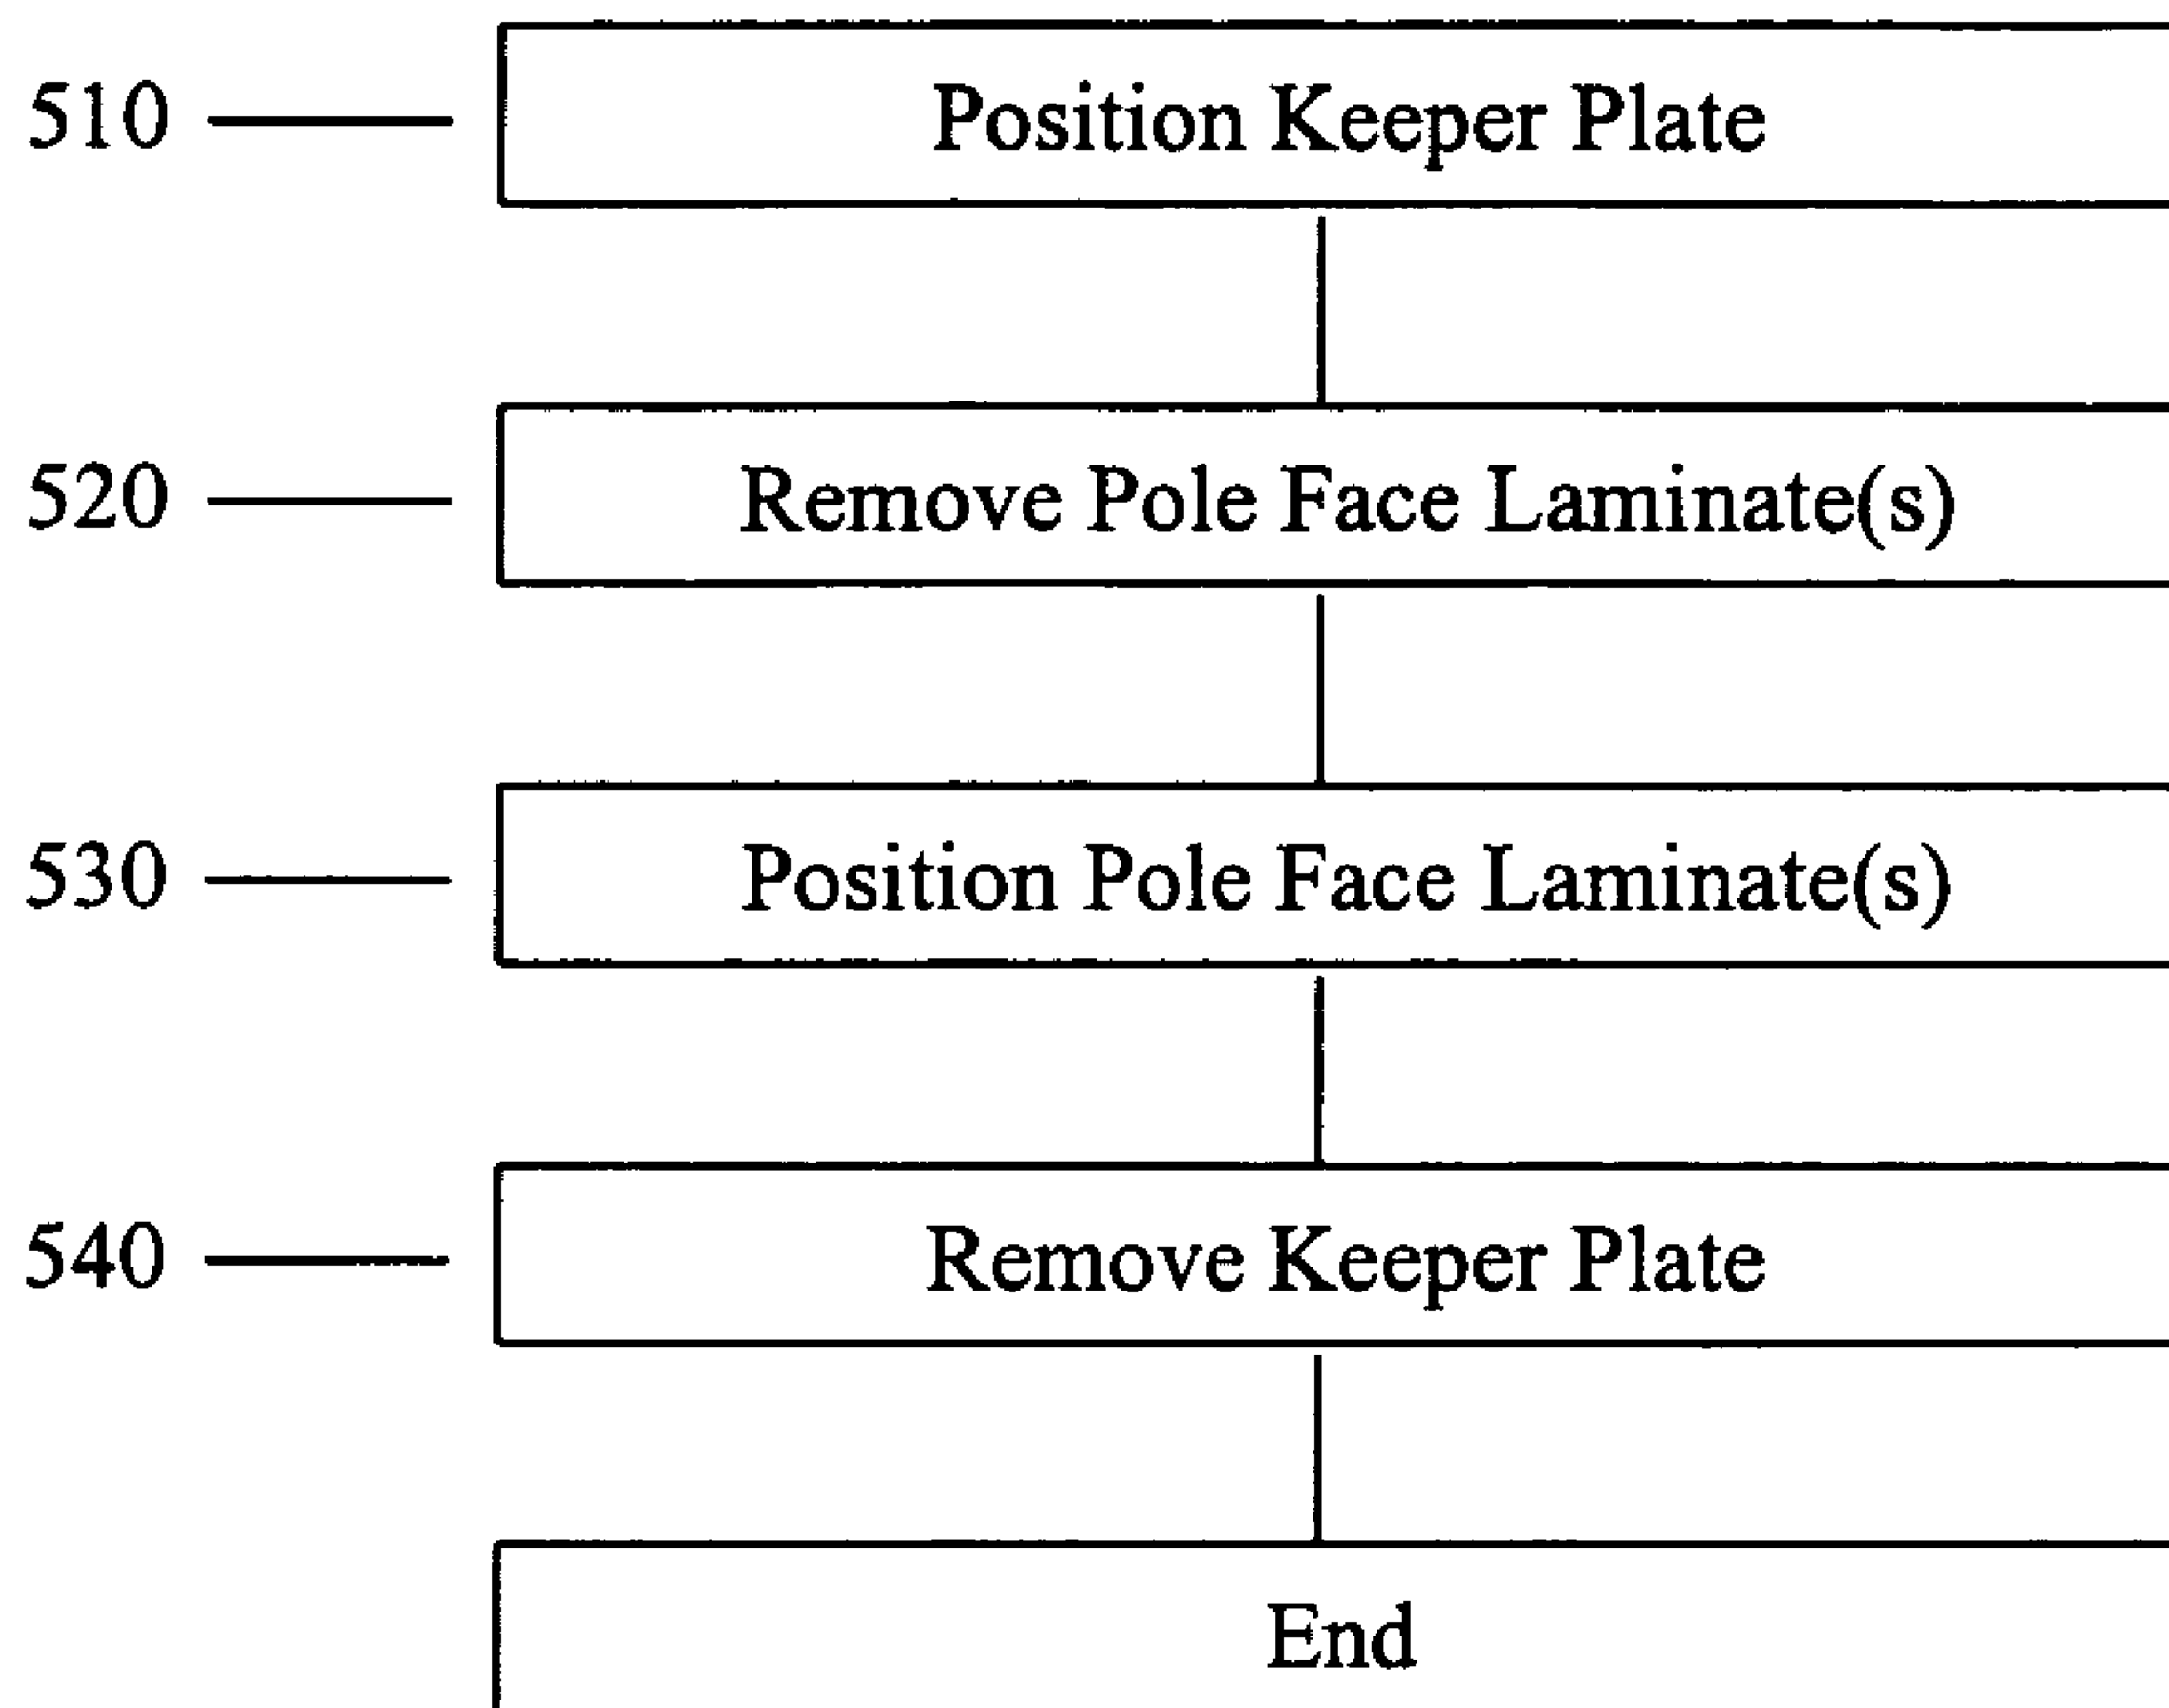 510 Position Keeper Plate
520 Remove Pole Face Laminate(s)
530 Position Pole Face Laminate(s)
540 Remove Keeper Plate
End